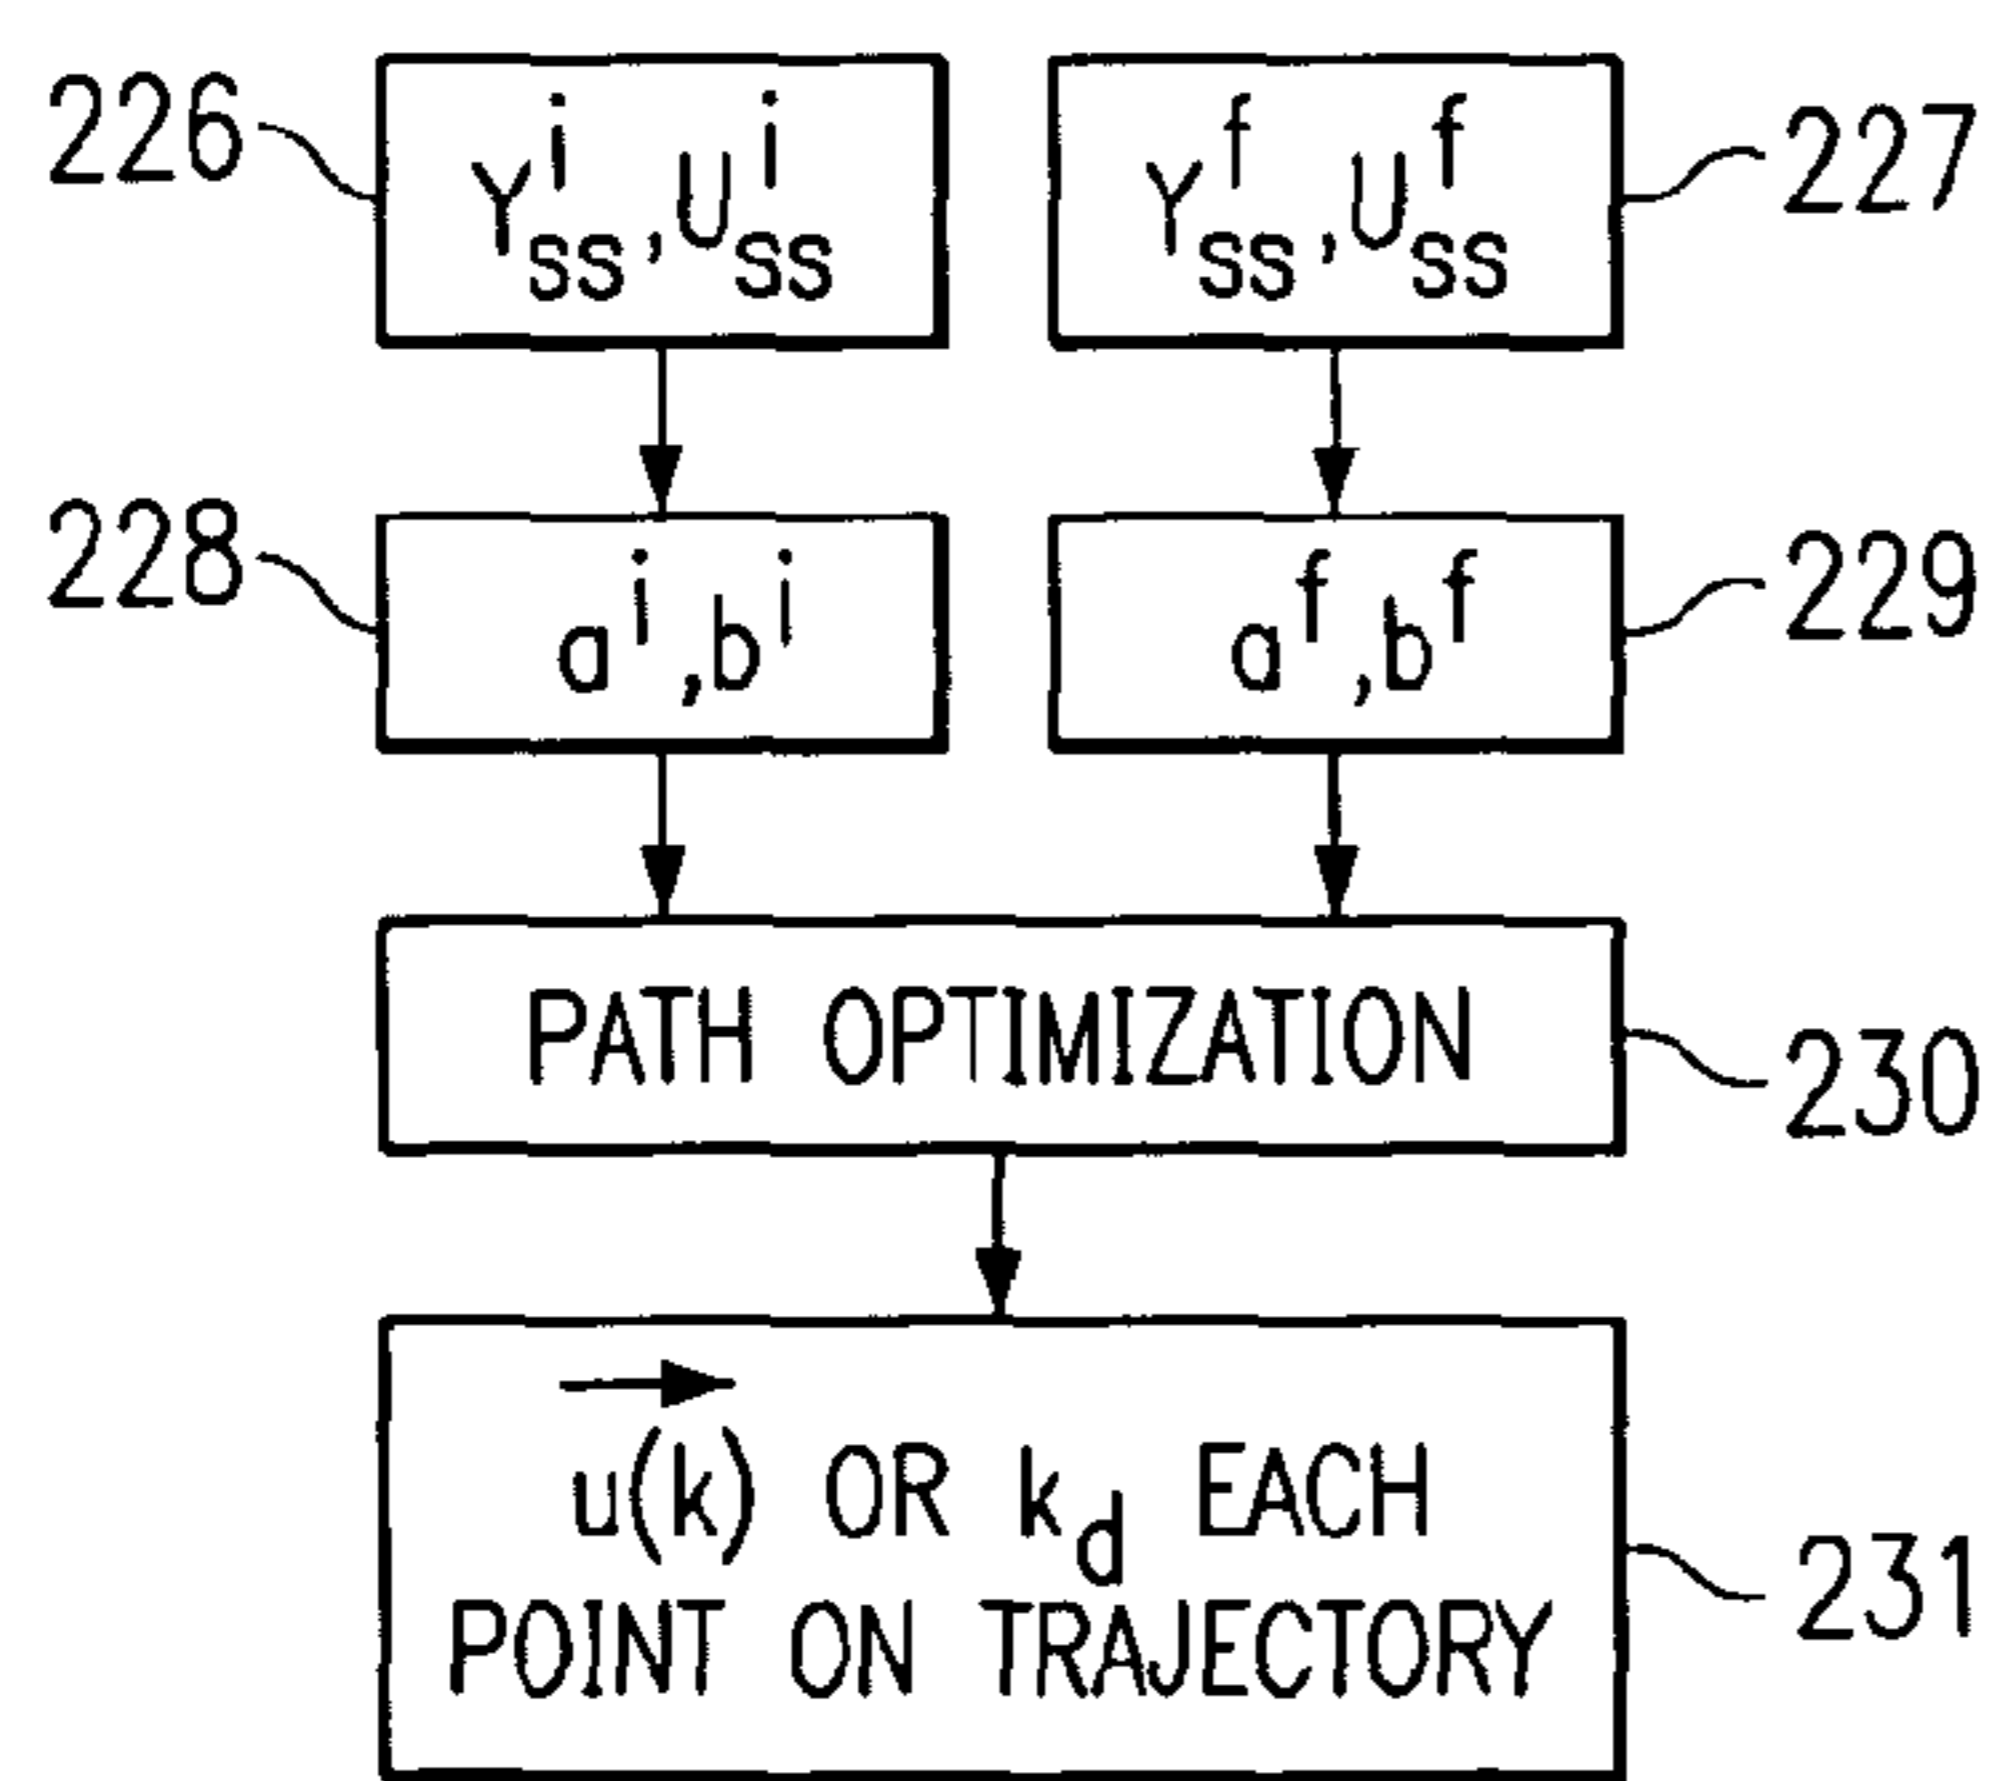 226
Y^i_ss, U^i_ss
Y^f_ss, U^f_ss
227
228
a^i, b^i
a^f, b^f
229
PATH OPTIMIZATION
230
u(k) OR k_d EACH
POINT ON TRAJECTORY
231